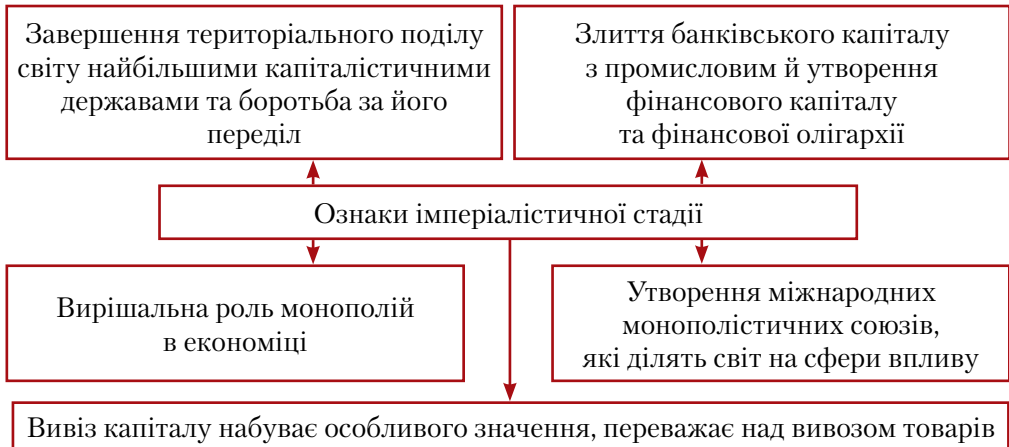 Завершення територіального поділу
світу найбільшими капіталістичними
державами та боротьба за його
переділ
Злиття банківського капіталу
з промисловим й утворення
фінансового капіталу
та фінансової олігархії
Ознаки імперіалістичної стадії
Вирішальна роль монополій
в економіці
Утворення міжнародних
монополістичних союзів,
які ділять світ на сфери впливу
Вивіз капіталу набуває особливого значення, переважає над вивозом товарів